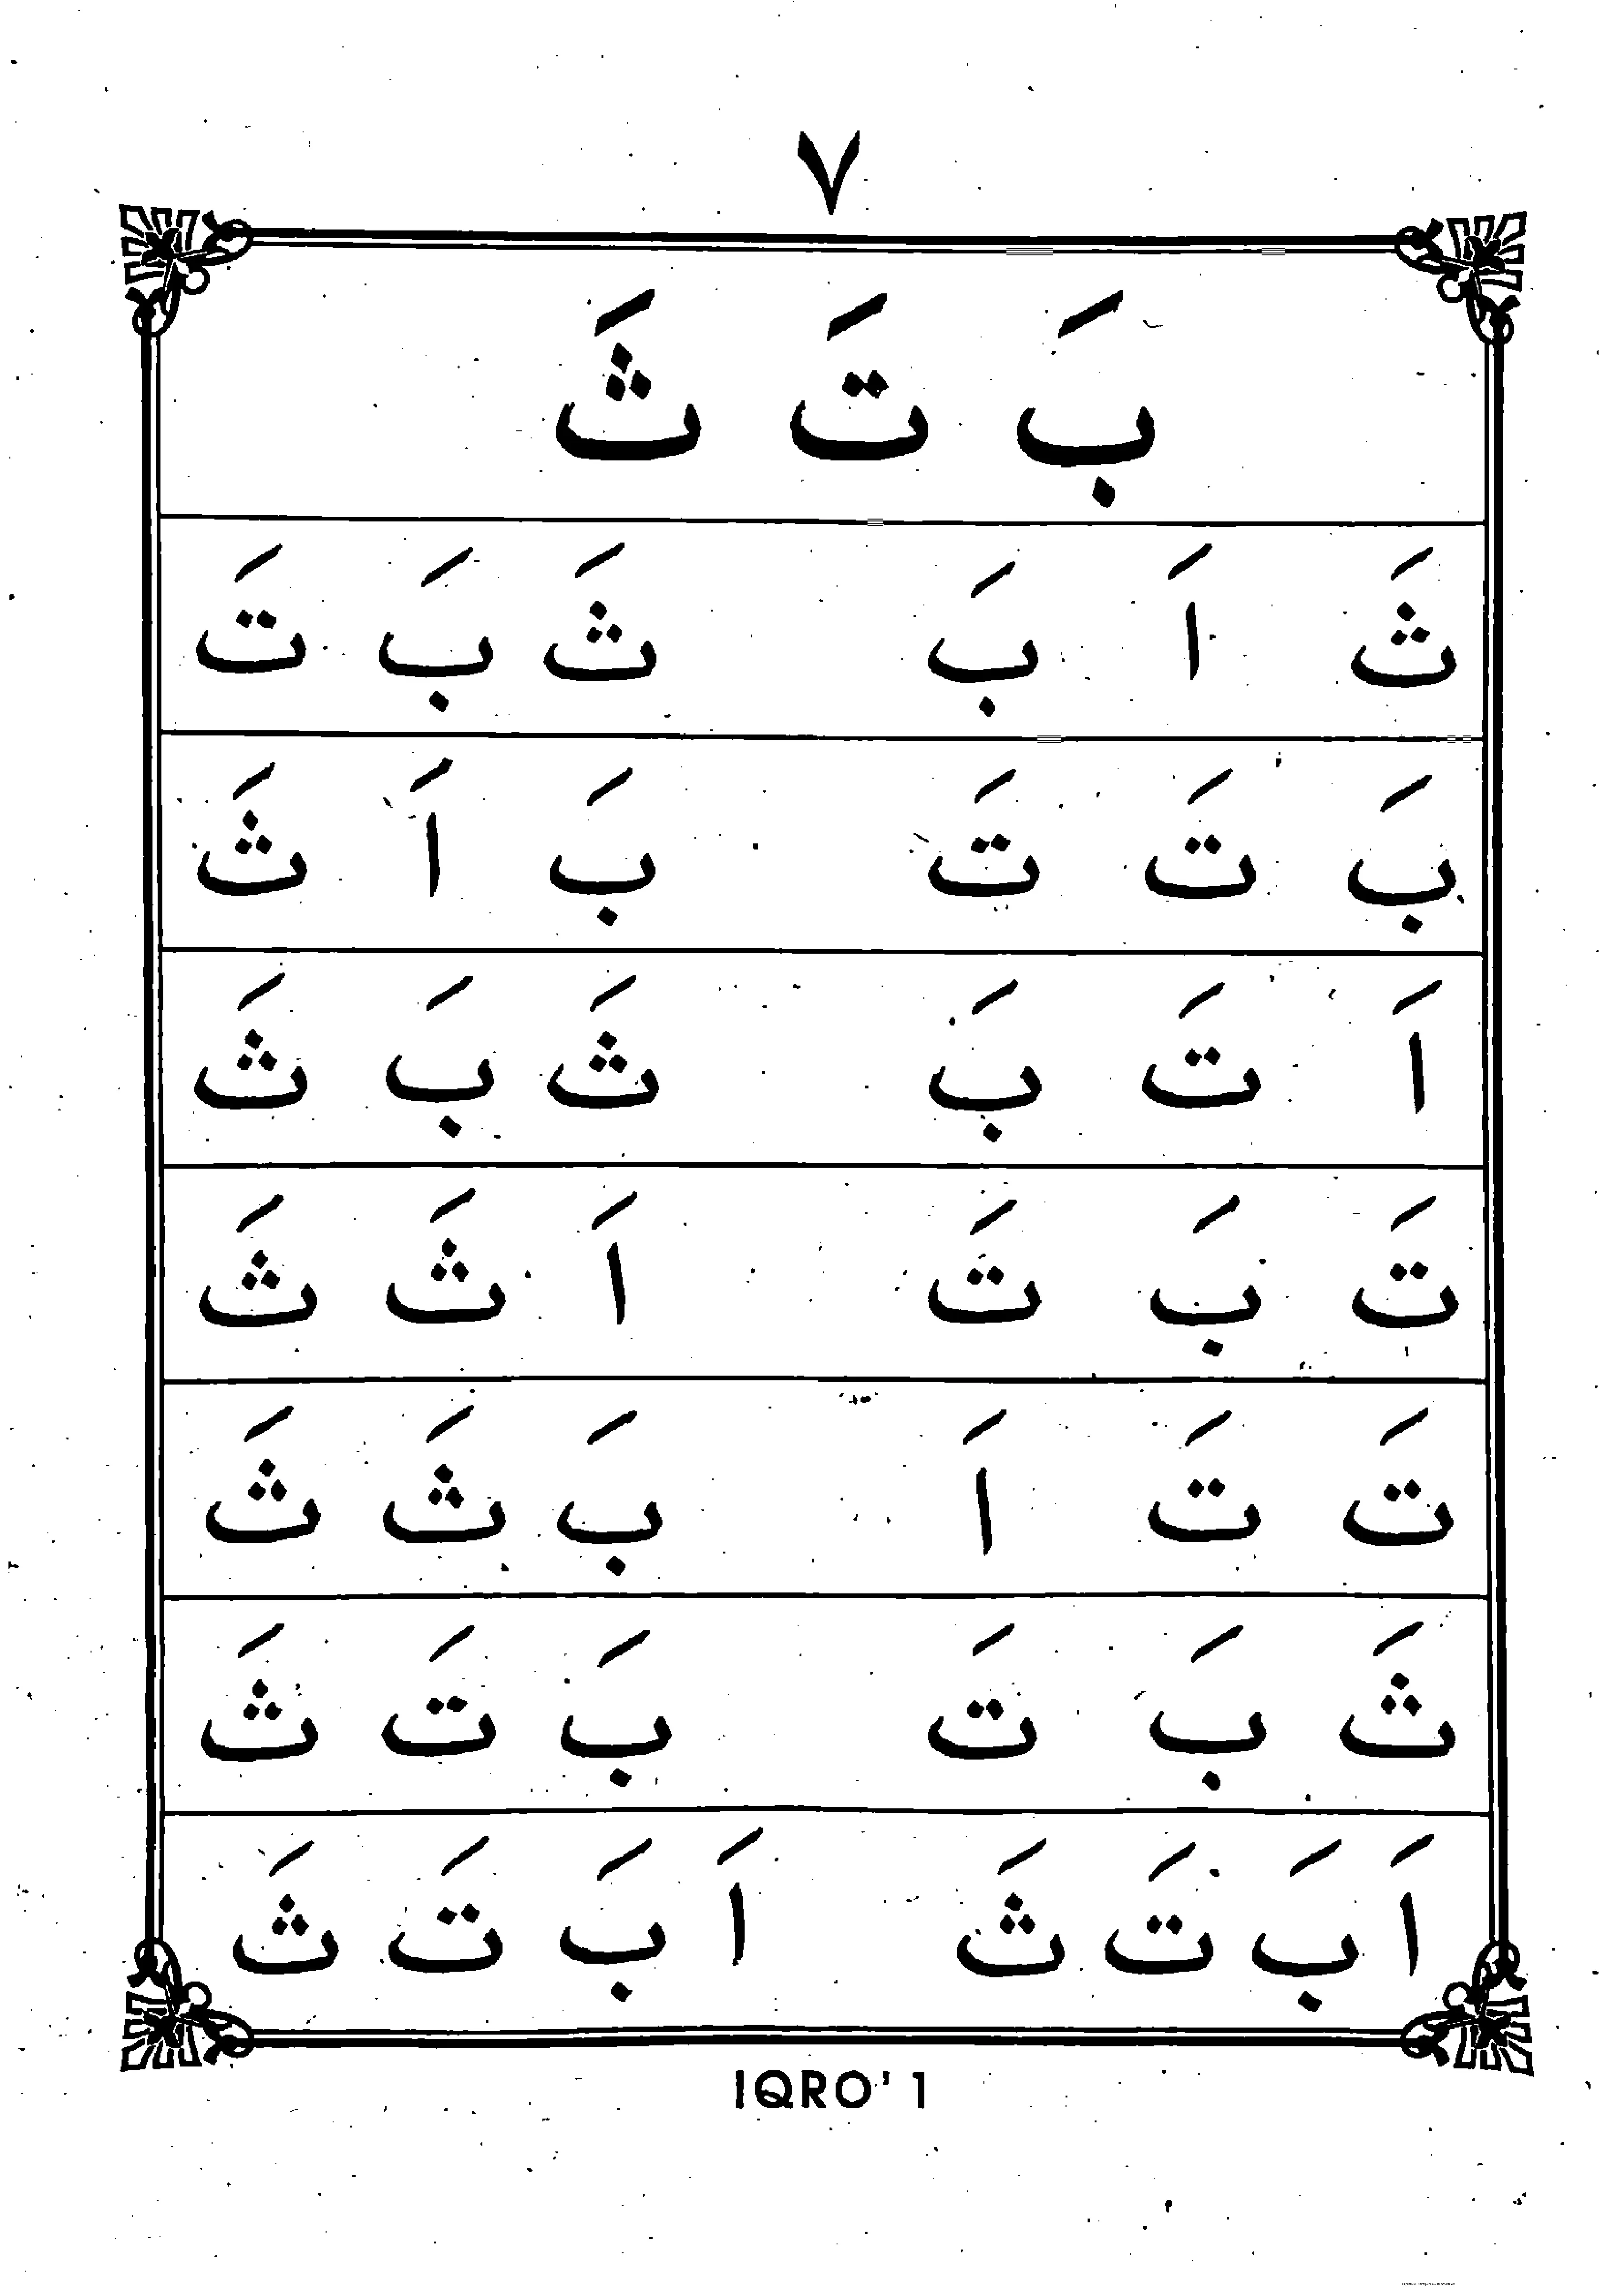 ٧
بَ تَ ثَ
ثَ اَ بَ ثَ بَ تَ
بَ تَ تَ بَ اَ ثَ
اَ تَ بَ ثَ بَ ثَ
تَ بَ تَ اَ ثَ ثَ
تَ تَ اَ بَ ثَ ثَ
ثَ بَ تَ بَ تَ ثَ
اَ بَ تَ ثَ اَ بَ تَ ثَ
IQRO' 1